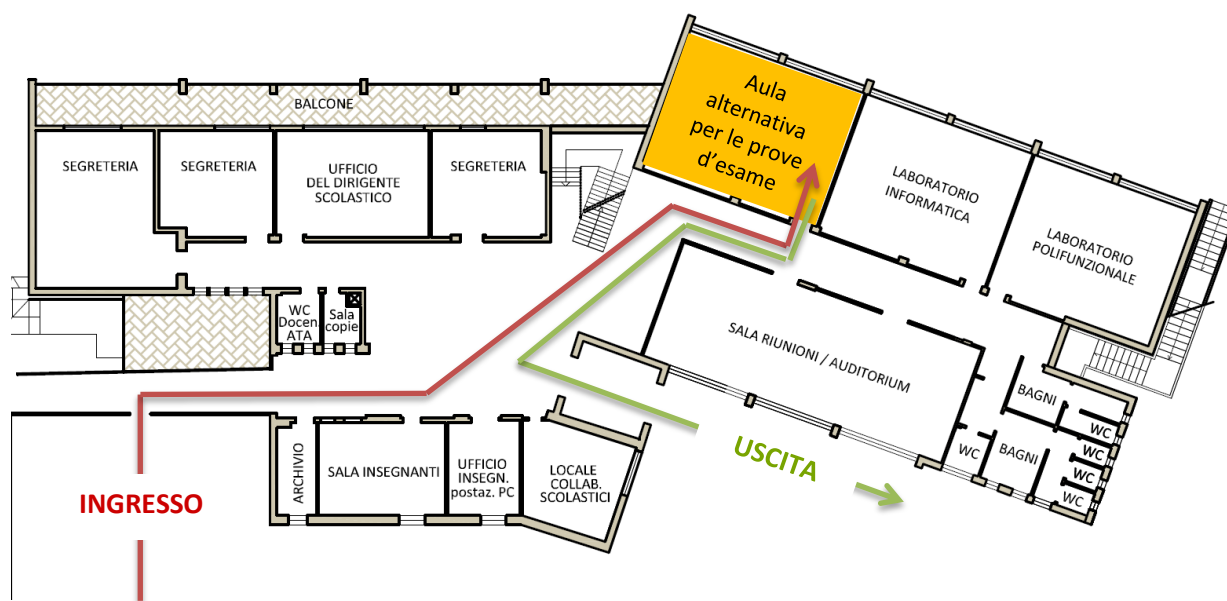 BALCONE
SEGRETERIA
SEGRETERIA
UFFICIO
DEL DIRIGENTE
SCOLASTICO
SEGRETERIA
Aula
alternativa
per le prove
d’esame
LABORATORIO
INFORMATICA
LABORATORIO
POLIFUNZIONALE
WC
Docen.
ATA
Sala
copie
SALA RIUNIONI / AUDITORIUM
BAGNI
WC
WC
WC
WC
BAGNI
WC
ARCHIVIO
SALA INSEGNANTI
UFFICIO
INSEGN.
postaz. PC
LOCALE
COLLAB.
SCOLASTICI
INGRESSO
USCITA